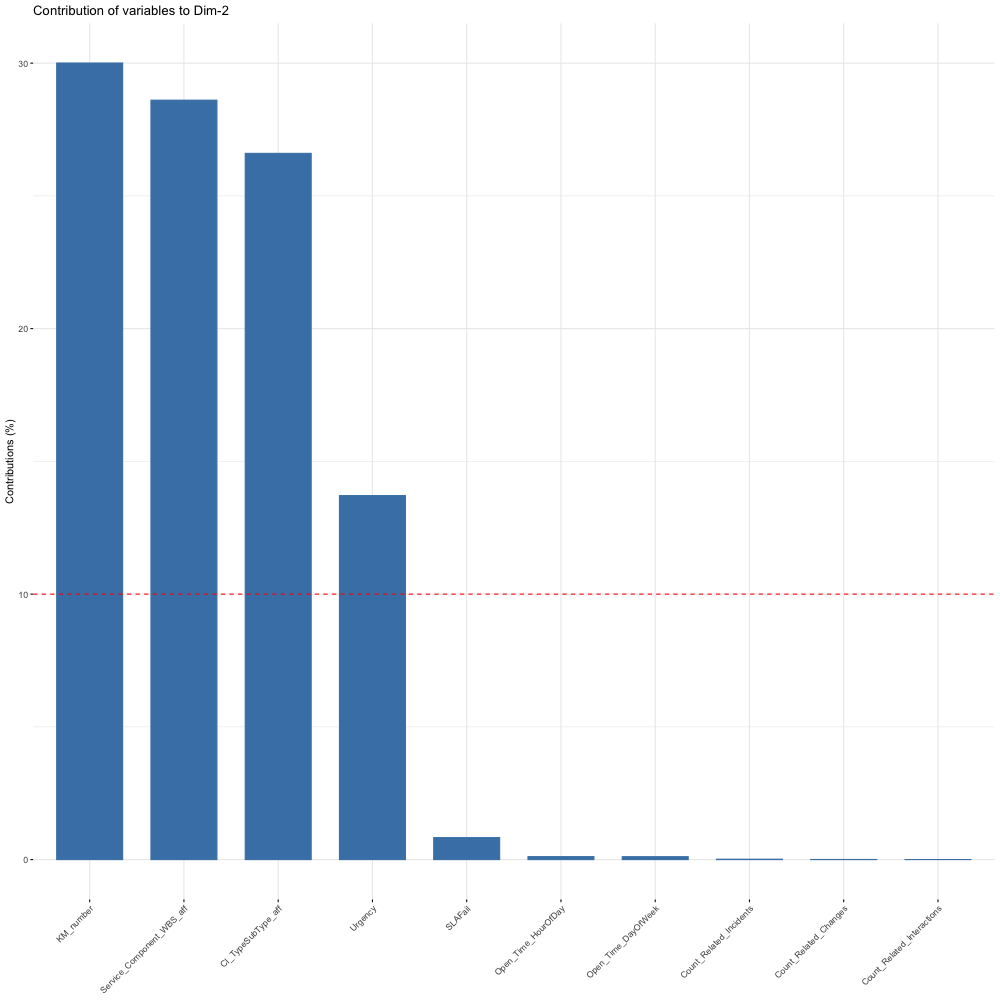 Contribution of variables to Dim-2
Contributions (%)
30
20
10
0
KM_number
Service_Component_WBS_aff
CI_TypeSubType_aff
Urgency
SLAFail
Open_Time_HourOfDay
Open_Time_DayOfWeek
Count_Related_Incidents
Count_Related_Changes
Count_Related_Interactions